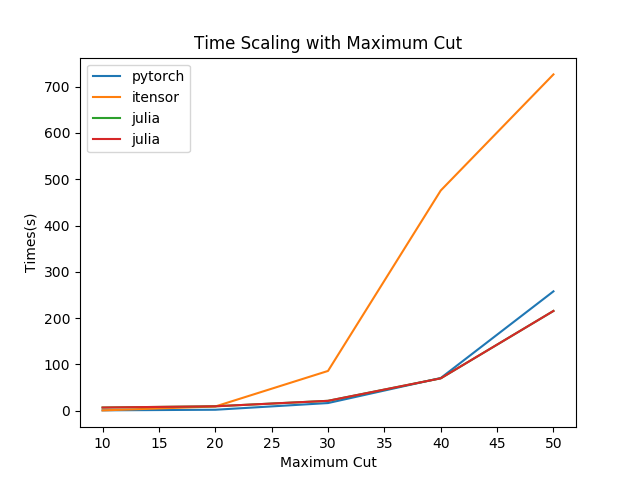 Time Scaling with Maximum Cut
pytorch
itensor
julia
julia
Times(s)
700
600
500
400
300
200
100
0
10 15 20 25 30 35 40 45 50
Maximum Cut